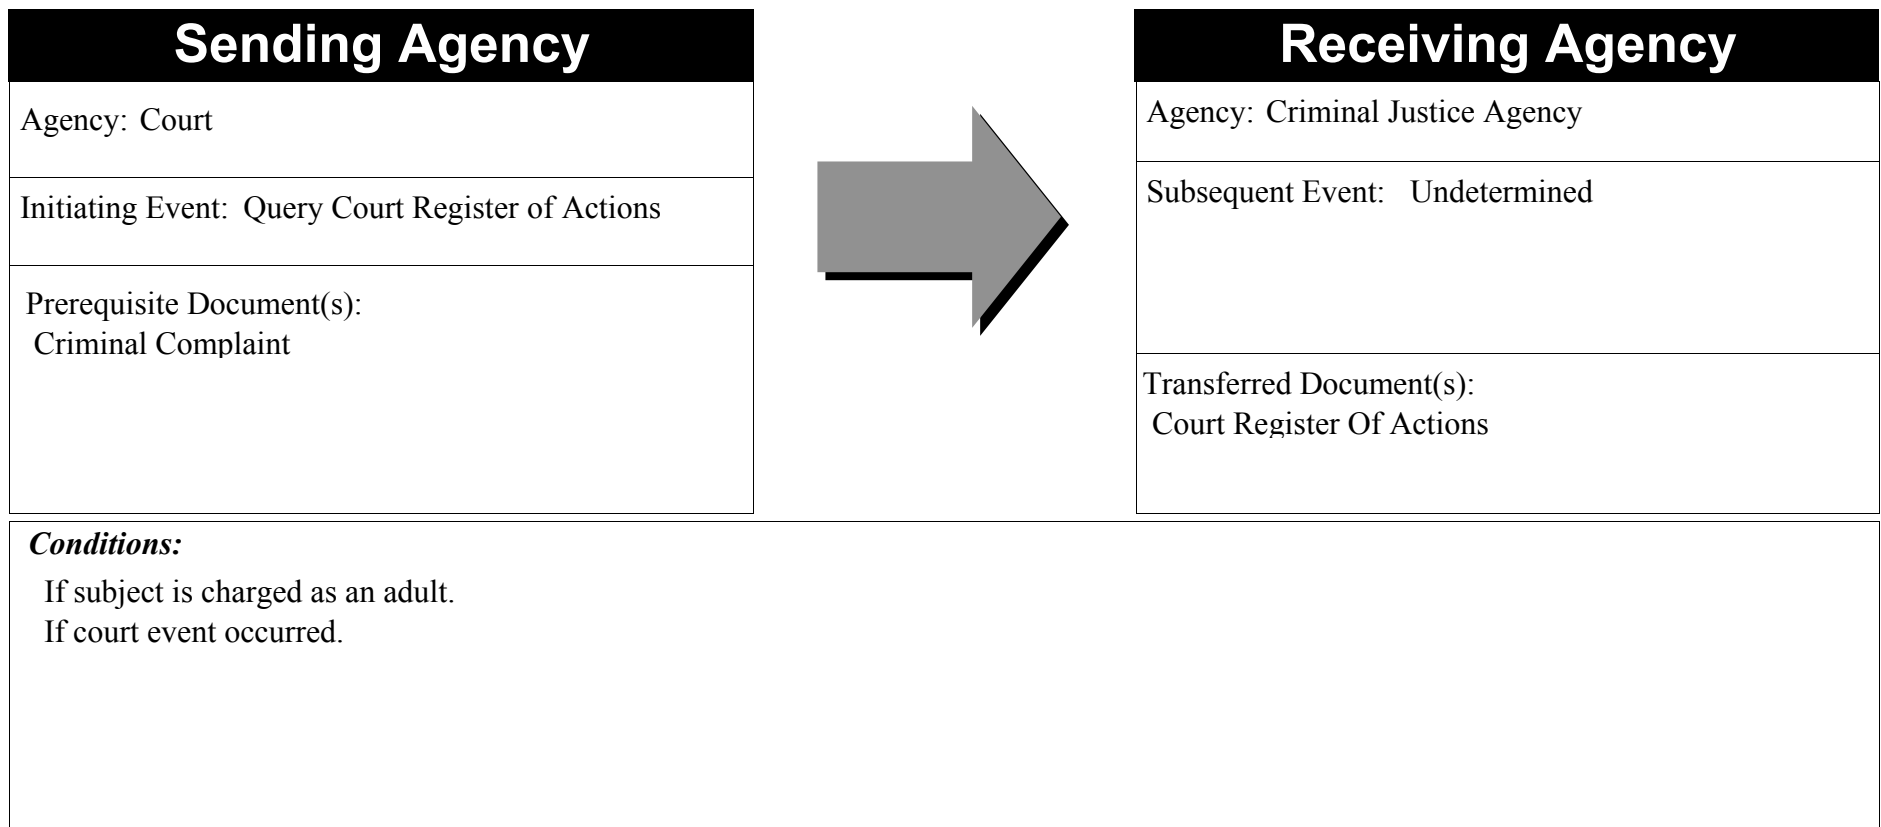 Sending Agency
Agency: Court
Initiating Event: Query Court Register of Actions
Prerequisite Document(s):
Criminal Complaint
Receiving Agency
Agency: Criminal Justice Agency
Subsequent Event: Undetermined
Transferred Document(s):
Court Register Of Actions
Conditions:
If subject is charged as an adult.
If court event occurred.